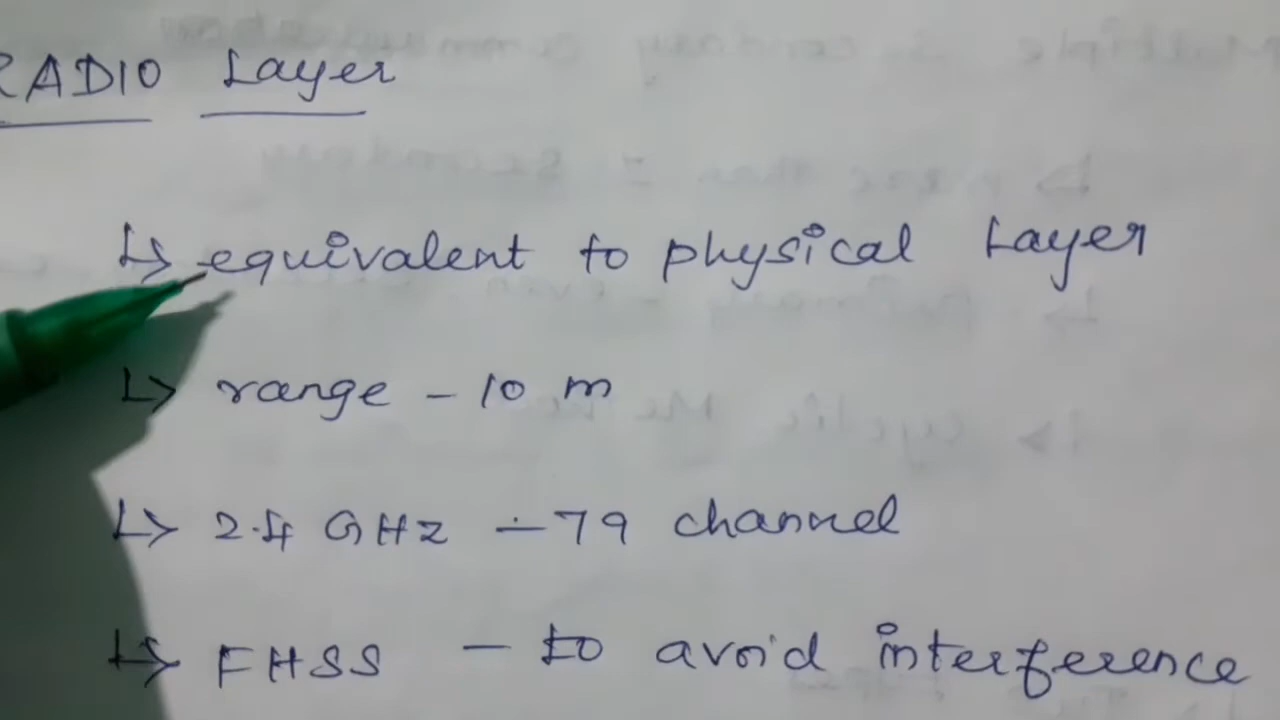 RADIO Layer
↳ equivalent to physical Layer
↳ range - 10 m
↳ 2.4 GHz ÷ 79 channel
↳ FHSS - to avoid interference